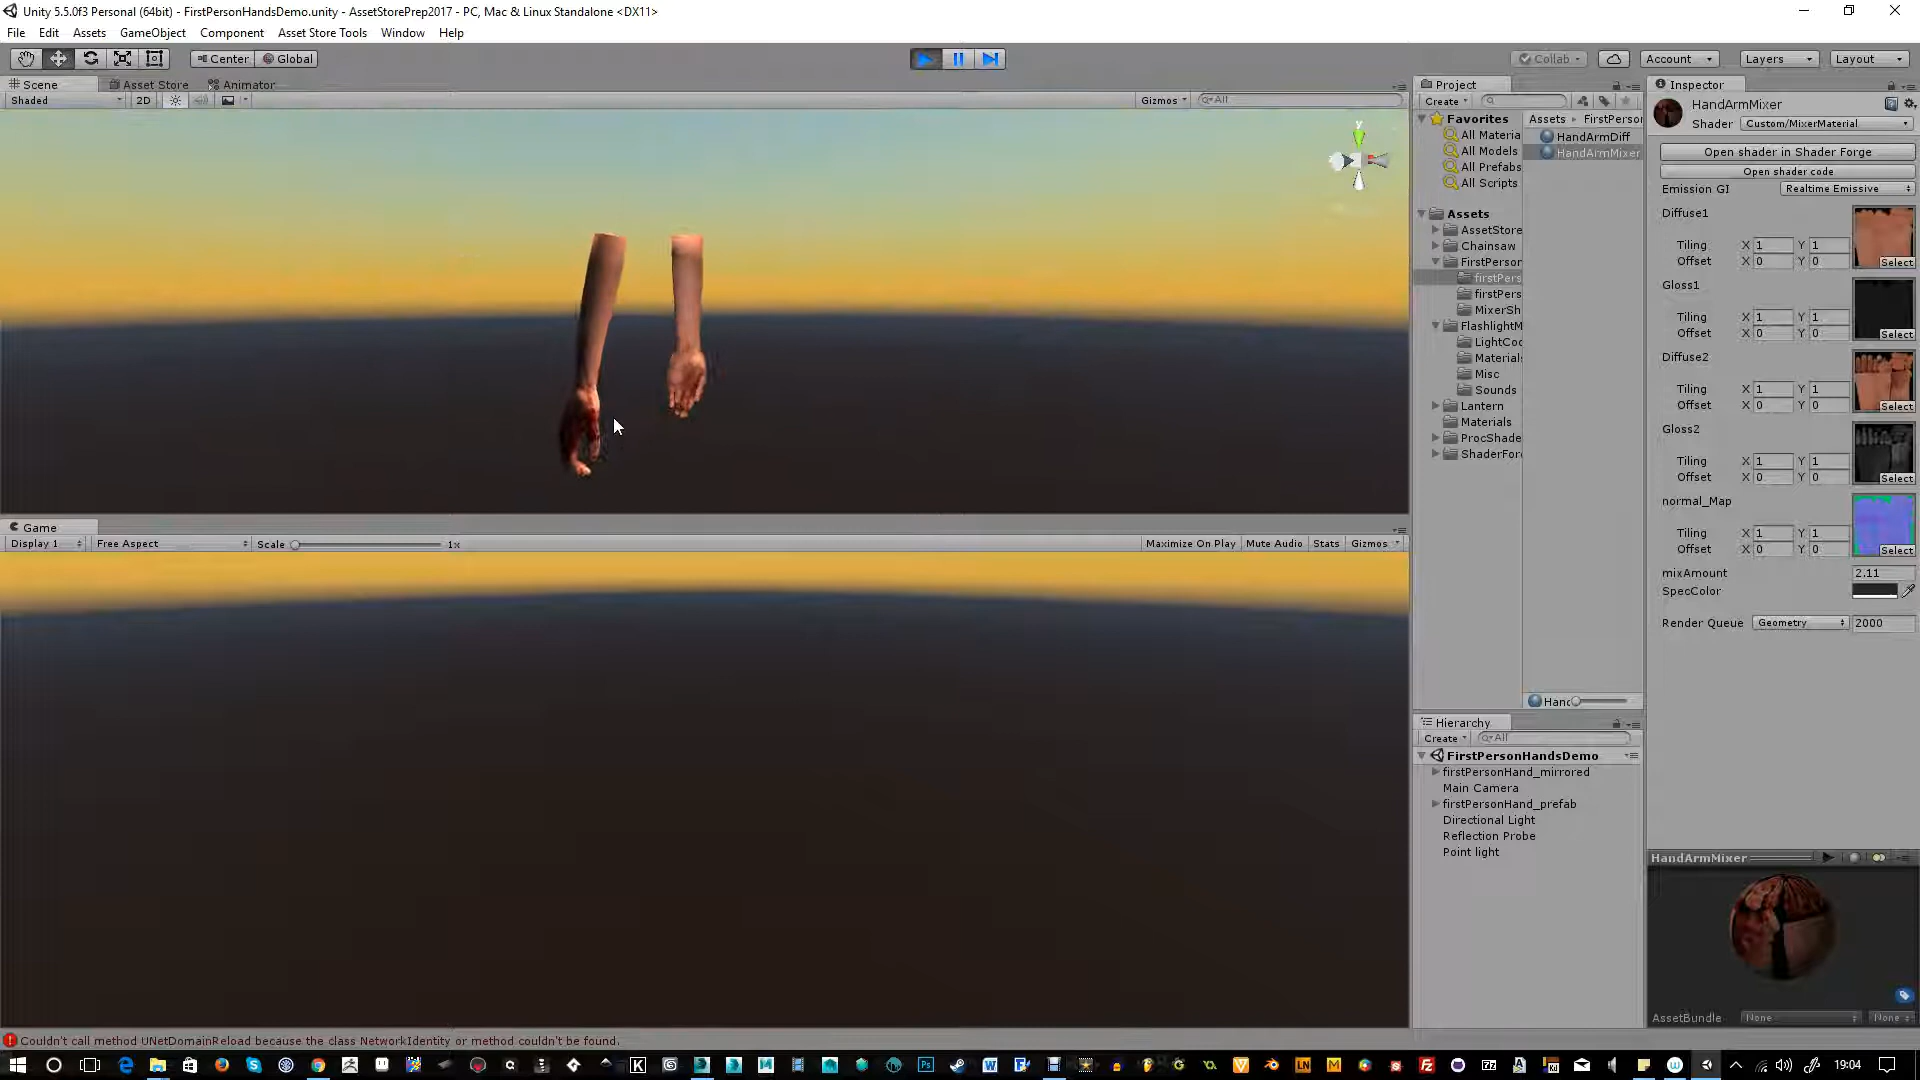 Unity 5.5.0f3 Personal (64bit) - FirstPersonHandsDemo.unity - AssetStorePrep2017 - PC, Mac & Linux Standalone <DX11>
File Edit Assets GameObject Component Asset Store Tools Window Help
Center Global Collab Account Layers Layout
Scene Asset Store Animator
Shaded 2D Gizmos All
y
Game
Display 1 Free Aspect Scale 1x Maximize On Play Mute Audio Stats Gizmos
Project
Create
Favorites
All Materia
All Models
All Prefabs
All Scripts
Assets
AssetStore
Chainsaw
FirstPerson
firstPers
firstPers
MixerSh
FlashlightM
LightCoo
Materials
Misc
Sounds
Lantern
Materials
ProcShade
ShaderFor
Assets FirstPerson
HandArmDiff
HandArmMixer
Hand
Hierarchy
Create All
FirstPersonHandsDemo
firstPersonHand_mirrored
Main Camera
firstPersonHand_prefab
Directional Light
Reflection Probe
Point light
Inspector
HandArmMixer
Shader Custom/MixerMaterial
Open shader in Shader Forge
Open shader code
Emission GI Realtime Emissive
Diffuse1
Tiling X 1 Y 1
Offset X 0 Y 0 Select
Gloss1
Tiling X 1 Y 1
Offset X 0 Y 0 Select
Diffuse2
Tiling X 1 Y 1
Offset X 0 Y 0 Select
Gloss2
Tiling X 1 Y 1
Offset X 0 Y 0 Select
normal_Map
Tiling X 1 Y 1
Offset X 0 Y 0 Select
mixAmount 2.11
SpecColor
Render Queue Geometry 2000
HandArmMixer
AssetBundle None None
Couldn't call method UNetDomainReload because the class NetworkIdentity or method couldn't be found.
19:04